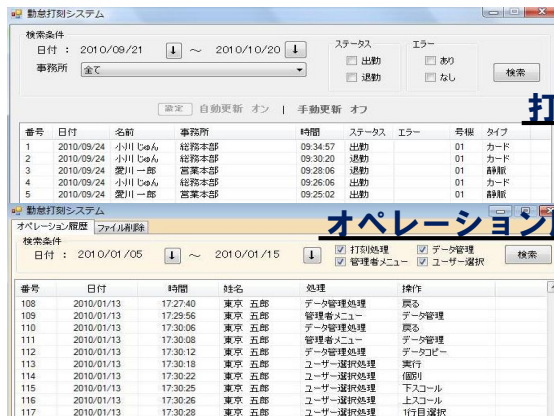 勤怠打刻システム
検索条件
日付 : 2010/09/21 ～ 2010/10/20
ステータス エラー
出勤 あり
退勤 なし
検索
事務所 全て
設定 自動更新 オン | 手動更新 オフ
打
番号 日付 名前 事務所 時間 ステータス エラー 号機 タイプ
1 2010/09/24 小川 じゅん 総務本部 09:34:57 出勤 01 カード
2 2010/09/24 小川 じゅん 総務本部 09:30:20 退勤 01 カード
3 2010/09/24 愛川 一郎 営業本部 09:28:06 退勤 01 静脈
4 2010/09/24 小川 じゅん 総務本部 09:26:06 出勤 01 カード
5 2010/09/24 愛川 一郎 営業本部 09:25:02 出勤 01 静脈
勤怠打刻システム
オペレーション
オペレーション履歴 ファイル削除
検索条件
日付 : 2010/01/05 ～ 2010/01/15
打刻処理 データ管理
管理者メニュー ユーザー選択
検索
番号 日付 時間 姓名 処理 操作
108 2010/01/13 17:27:40 東京 五郎 データ管理処理 戻る
109 2010/01/13 17:29:56 東京 五郎 管理者メニュー データ管理
110 2010/01/13 17:30:06 東京 五郎 データ管理処理 戻る
111 2010/01/13 17:30:08 東京 五郎 管理者メニュー データ管理
112 2010/01/13 17:30:12 東京 五郎 データ管理処理 データコピー
113 2010/01/13 17:30:18 東京 五郎 ユーザー選択処理 実行
114 2010/01/13 17:30:22 東京 五郎 ユーザー選択処理 個別
115 2010/01/13 17:30:25 東京 五郎 ユーザー選択処理 下スコール
116 2010/01/13 17:30:26 東京 五郎 ユーザー選択処理 上スコール
117 2010/01/13 17:30:28 東京 五郎 ユーザー選択処理 1行目選択